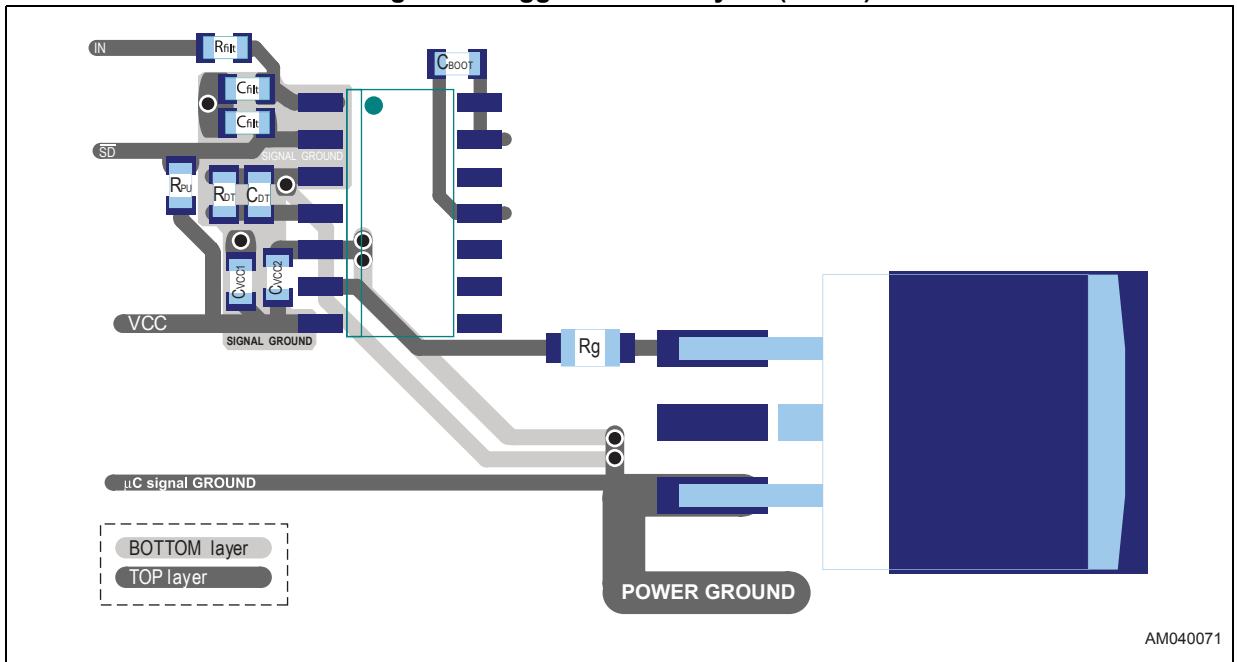 IN
Rfilt
CBOOT
Cfilt
Cfilt
SD
SIGNAL GROUND
RPU
RDT
CDT
CVCC1
CVCC2
VCC
SIGNAL GROUND
Rg
µC signal GROUND
BOTTOM layer
TOP layer
POWER GROUND
AM040071